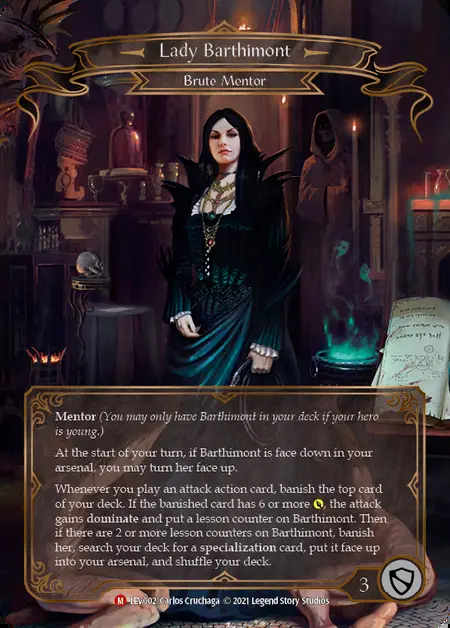 Lady Barthimont
Brute Mentor
Mentor (You may only have Barthimont in your deck if your hero
is young.)
At the start of your turn, if Barthimont is face down in your
arsenal, you may turn her face up.
Whenever you play an attack action card, banish the top card
of your deck. If the banished card has 6 or more , the attack
gains dominate and put a lesson counter on Barthimont. Then
if there are 2 or more lesson counters on Barthimont, banish
her, search your deck for a specialization card, put it face up
into your arsenal, and shuffle your deck.
3
M LEV002 Carlos Cruchaga © 2021 Legend Story Studios